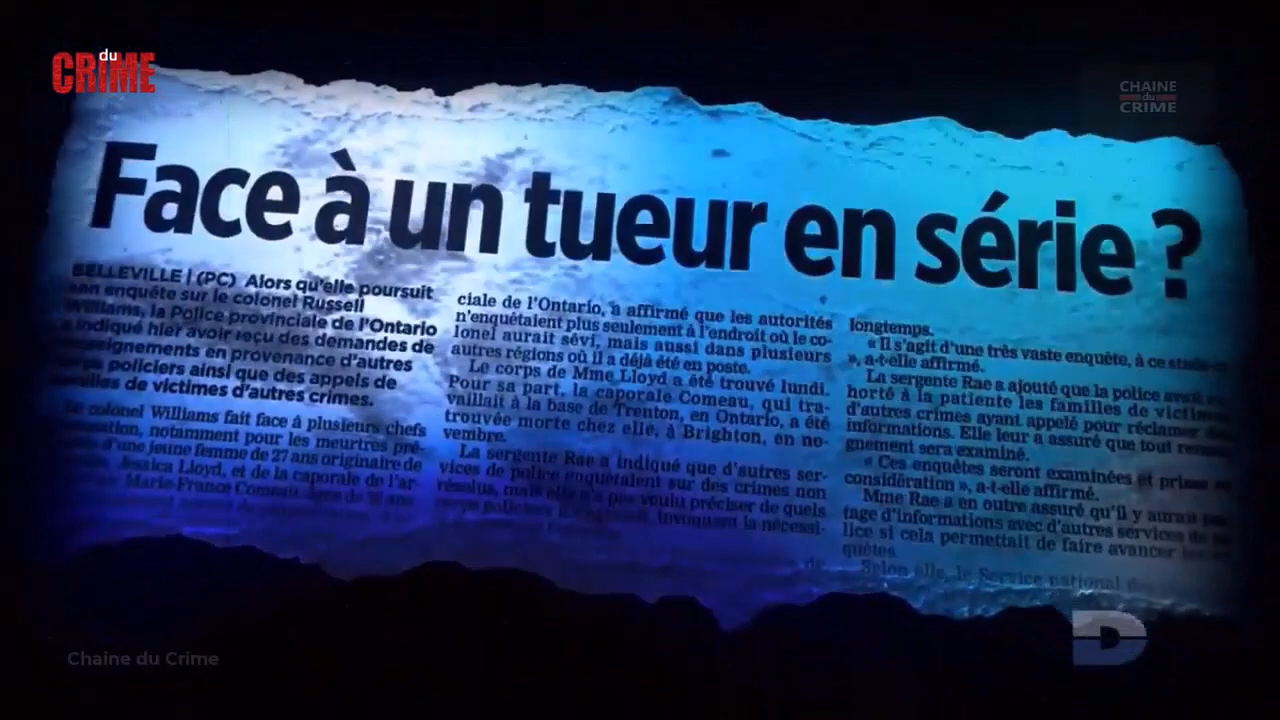 du
CRIME
CHAINE
du
CRIME
Face à un tueur en série ?
BELLEVILLE | (PC) Alors qu'elle poursuit
son enquête sur le colonel Russell
Williams, la Police provinciale de l'Ontario
a indiqué hier avoir reçu des demandes de
renseignements en provenance d'autres
corps policiers ainsi que des appels de
familles de victimes d'autres crimes.
Le colonel Williams fait face à plusieurs chefs
notamment pour les meurtres pré-
d'une jeune femme de 27 ans originaire de
Jessica Lloyd, et de la caporale de l'ar-
Marie-France Comeau,
ciale de l'Ontario, a affirmé que les autorités
n'enquêtaient plus seulement à l'endroit où le co-
lonel aurait sévi, mais aussi dans plusieurs
autres régions où il a déjà été en poste.
Le corps de Mme Lloyd a été trouvé lundi.
Pour sa part, la caporale Comeau, qui tra-
vaillait à la base de Trenton, en Ontario, a été
trouvée morte chez elle, à Brighton, en no-
vembre.
La sergente Rae a indiqué que d'autres ser-
vices de police enquêtaient sur des crimes non
résolus, mais elle n'a pas voulu préciser de quels
corps policiers invoquant la nécessi-
de
longtemps.
« Il s'agit d'une très vaste enquête, à ce stade-
», a-t-elle affirmé.
La sergente Rae a ajouté que la police avait
horté à la patience les familles de victimes
d'autres crimes ayant appelé pour réclamer
informations. Elle leur a assuré que tout
gnement sera examiné.
« Ces enquêtes seront examinées et prises
considération », a-t-elle affirmé.
Mme Rae a en outre assuré qu'il y aurait
tage d'informations avec d'autres services de
lice si cela permettait de faire avancer
quêtes.
Selon elle, le Service national
D
Chaine du Crime